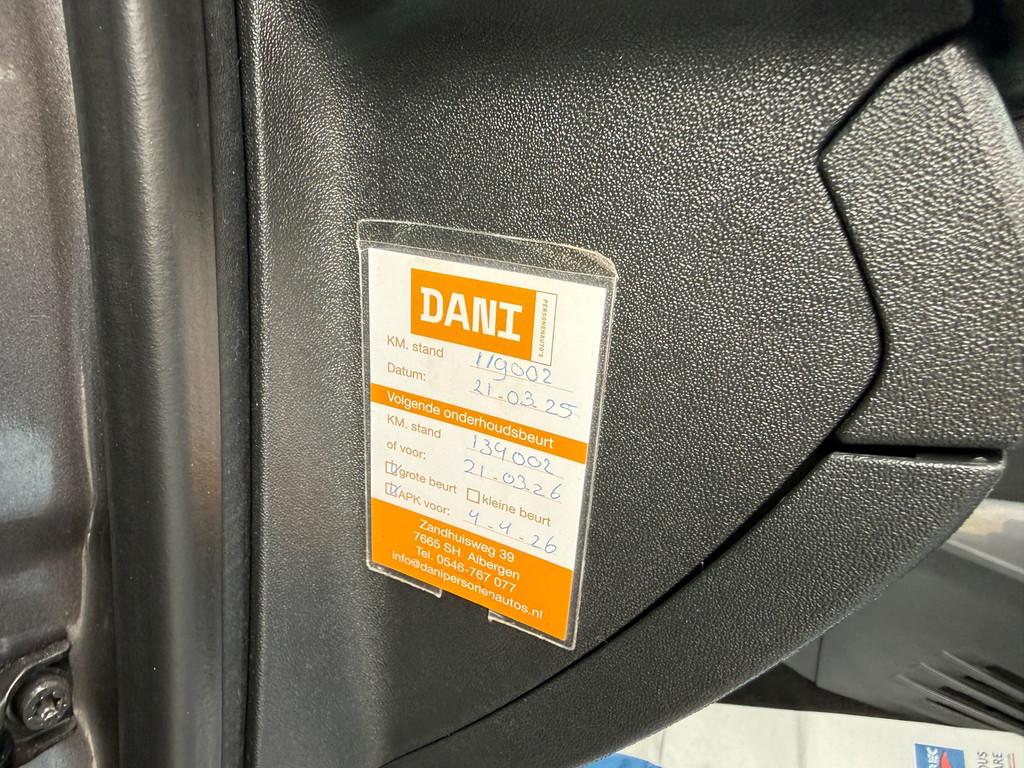 DANI
PERSONENAUTO'S
KM. stand 119002
Datum: 21-03-25
Volgende onderhoudsbeurt
KM. stand 139002
of voor: 21-03-26
grote beurt kleine beurt
APK voor: 4-4-26
Zandhuisweg 39
7665 SH Albergen
Tel. 0546-767 077
info@danipersonenautos.nl